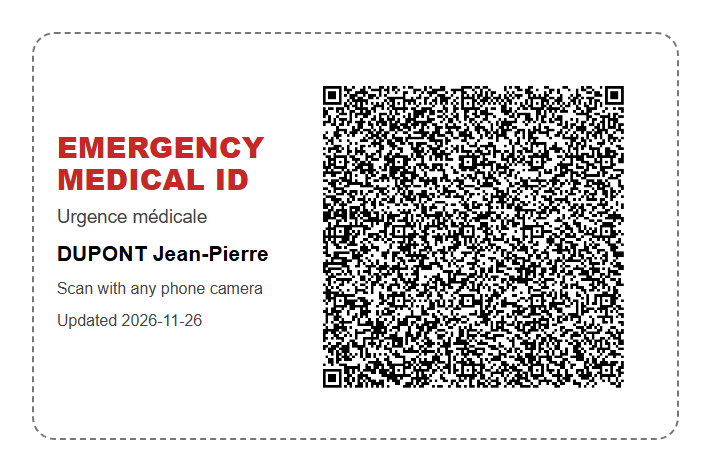 EMERGENCY
MEDICAL ID
Urgence médicale
DUPONT Jean-Pierre
Scan with any phone camera
Updated 2026-11-26